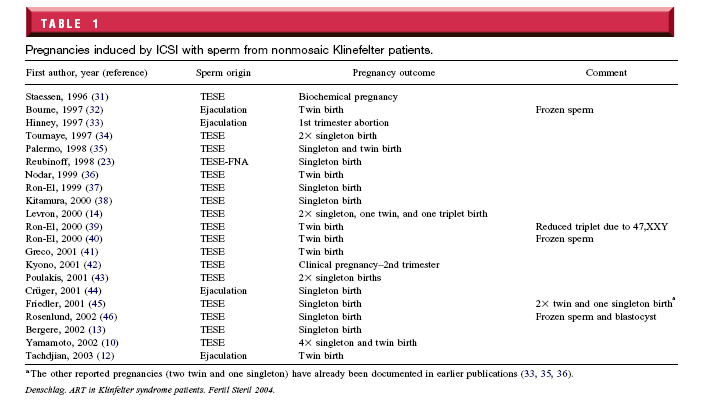 TABLE 1
Pregnancies induced by ICSI with sperm from nonmosaic Klinefelter patients.
First author, year (reference) Sperm origin Pregnancy outcome Comment
Staessen, 1996 (31) TESE Biochemical pregnancy
Bourne, 1997 (32) Ejaculation Twin birth Frozen sperm
Hinney, 1997 (33) Ejaculation 1st trimester abortion
Tournaye, 1997 (34) TESE 2× singleton birth
Palermo, 1998 (35) TESE Singleton and twin birth
Reubinoff, 1998 (23) TESE-FNA Singleton birth
Nodar, 1999 (36) TESE Twin birth
Ron-El, 1999 (37) TESE Singleton birth
Kitamura, 2000 (38) TESE Singleton birth
Levron, 2000 (14) TESE 2× singleton, one twin, and one triplet birth
Ron-El, 2000 (39) TESE Twin birth Reduced triplet due to 47,XXY
Ron-El, 2000 (40) TESE Twin birth Frozen sperm
Greco, 2001 (41) TESE Twin birth
Kyono, 2001 (42) TESE Clinical pregnancy–2nd trimester
Poulakis, 2001 (43) TESE 2× singleton births
Crüger, 2001 (44) Ejaculation Singleton birth
Friedler, 2001 (45) TESE Singleton birth 2× twin and one singleton birthᵃ
Rosenlund, 2002 (46) TESE Singleton birth Frozen sperm and blastocyst
Bergere, 2002 (13) TESE Singleton birth
Yamamoto, 2002 (10) TESE 4× singleton and twin birth
Tachdjian, 2003 (12) Ejaculation Twin birth
ᵃ The other reported pregnancies (two twin and one singleton) have already been documented in earlier publications (33, 35, 36).
Denschlag. ART in Klinfelter syndrome patients. Fertil Steril 2004.